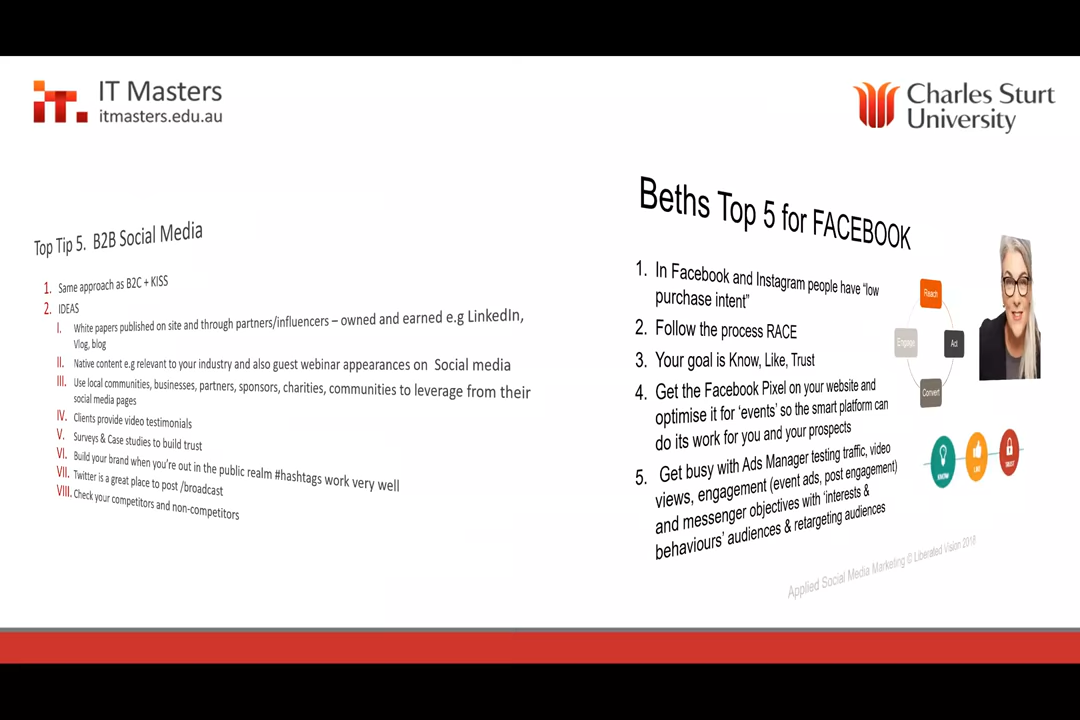 IT Masters
itmasters.edu.au
Charles Sturt
University
Top Tip 5. B2B Social Media
1. Same approach as B2C + KISS
2. IDEAS
I. White papers published on site and through partners/influencers – owned and earned e.g LinkedIn,
Vlog, blog
II. Native content e.g relevant to your industry and also guest webinar appearances on Social media
III. Use local communities, businesses, partners, sponsors, charities, communities to leverage from their
social media pages
IV. Clients provide video testimonials
V. Surveys & Case studies to build trust
VI. Build your brand when you're out in the public realm #hashtags work very well
VII. Twitter is a great place to post /broadcast
VIII. Check your competitors and non-competitors
Beths Top 5 for FACEBOOK
1. In Facebook and Instagram people have “low
purchase intent”
2. Follow the process RACE
3. Your goal is Know, Like, Trust
4. Get the Facebook Pixel on your website and
optimise it for ‘events’ so the smart platform can
do its work for you and your prospects
5. Get busy with Ads Manager testing traffic, video
views, engagement (event ads, post engagement)
and messenger objectives with ‘interests &
behaviours’ audiences & retargeting audiences
Reach
Engage
Act
Convert
KNOW
LIKE
TRUST
Applied Social Media Marketing © Liberated Vision 2018